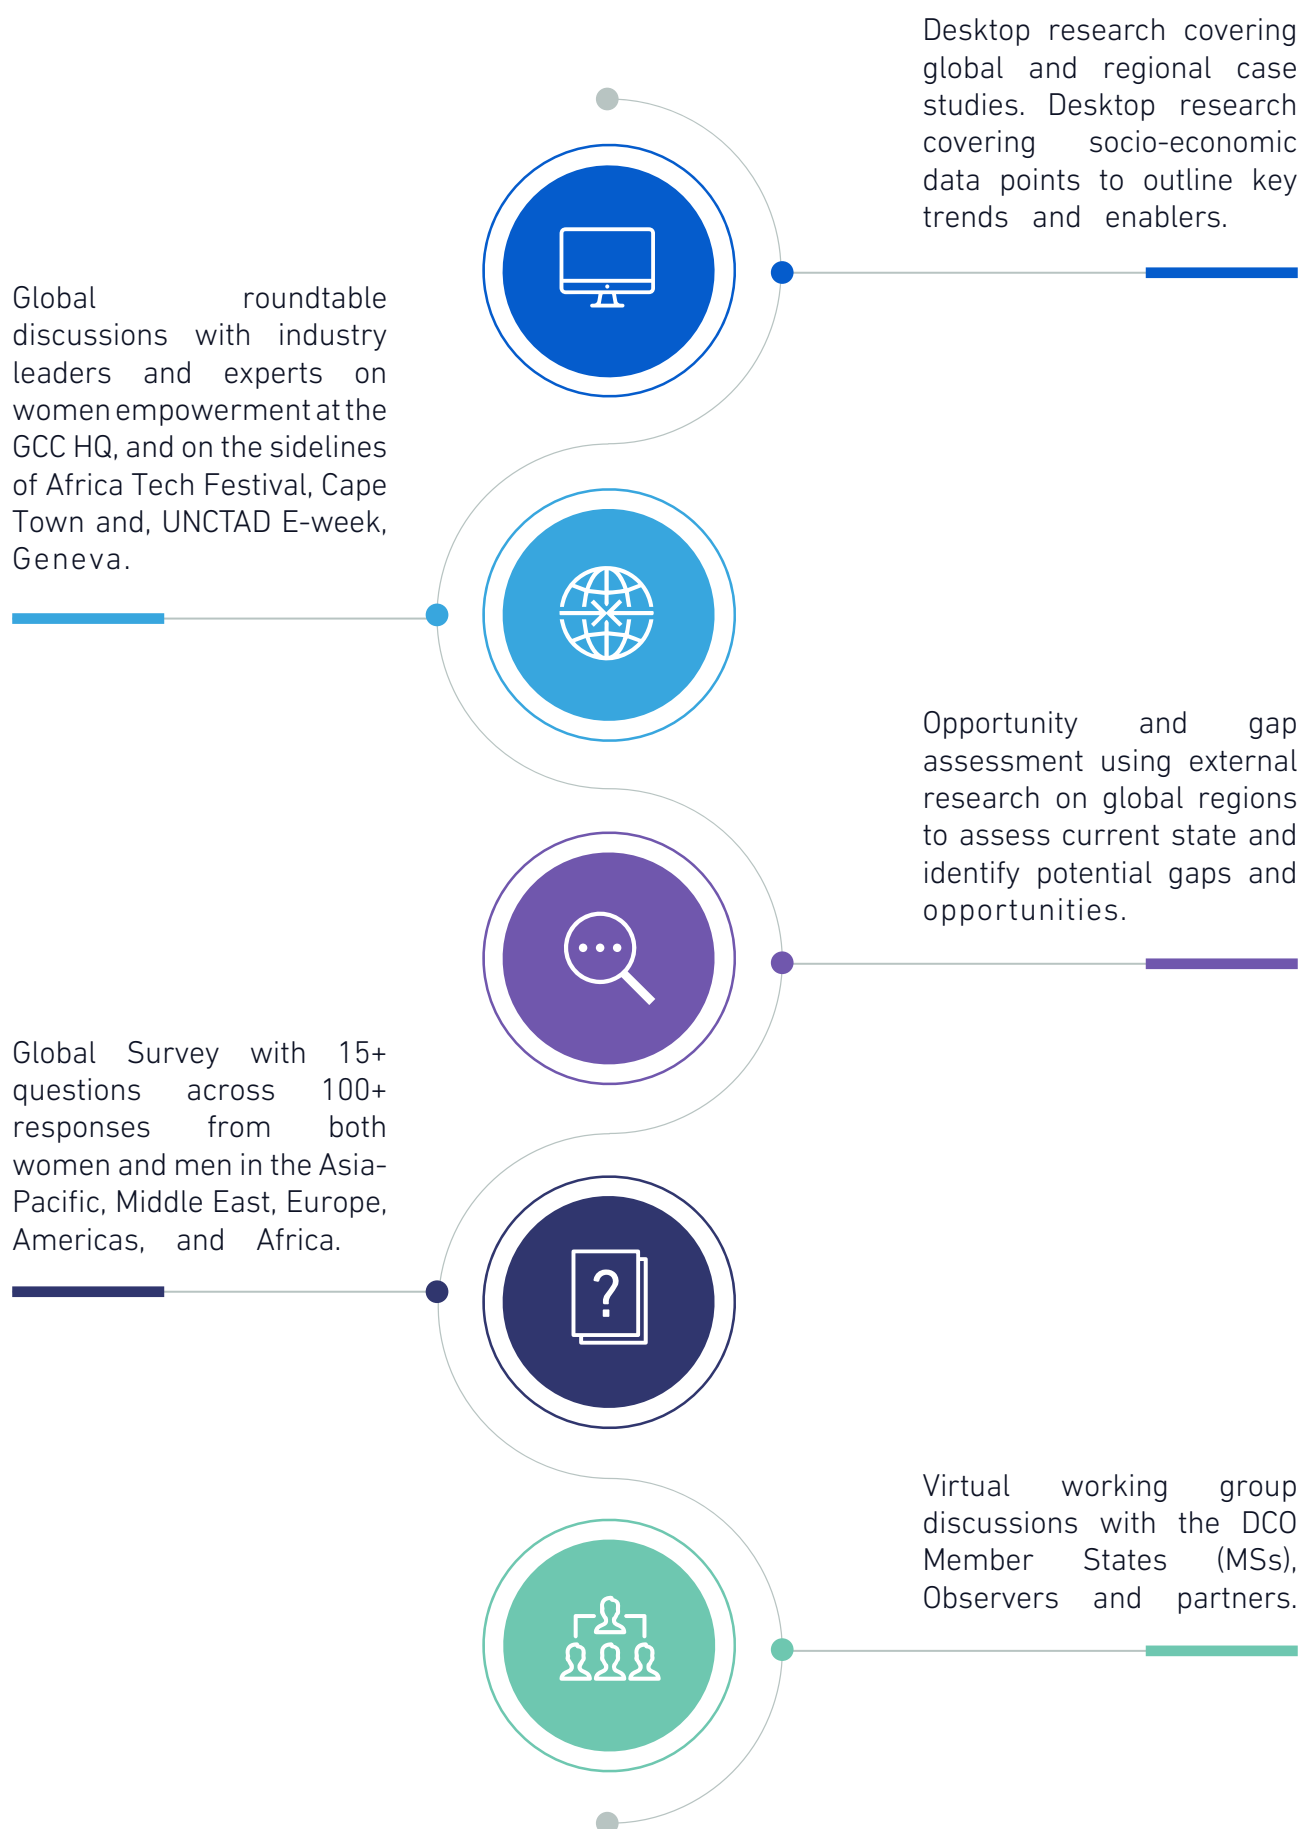 Desktop research covering
global and regional case
studies. Desktop research
covering socio-economic
data points to outline key
trends and enablers.
Global roundtable
discussions with industry
leaders and experts on
women empowerment at the
GCC HQ, and on the sidelines
of Africa Tech Festival, Cape
Town and, UNCTAD E-week,
Geneva.
Opportunity and gap
assessment using external
research on global regions
to assess current state and
identify potential gaps and
opportunities.
Global Survey with 15+
questions across 100+
responses from both
women and men in the Asia-
Pacific, Middle East, Europe,
Americas, and Africa.
?
Virtual working group
discussions with the DCO
Member States (MSs),
Observers and partners.